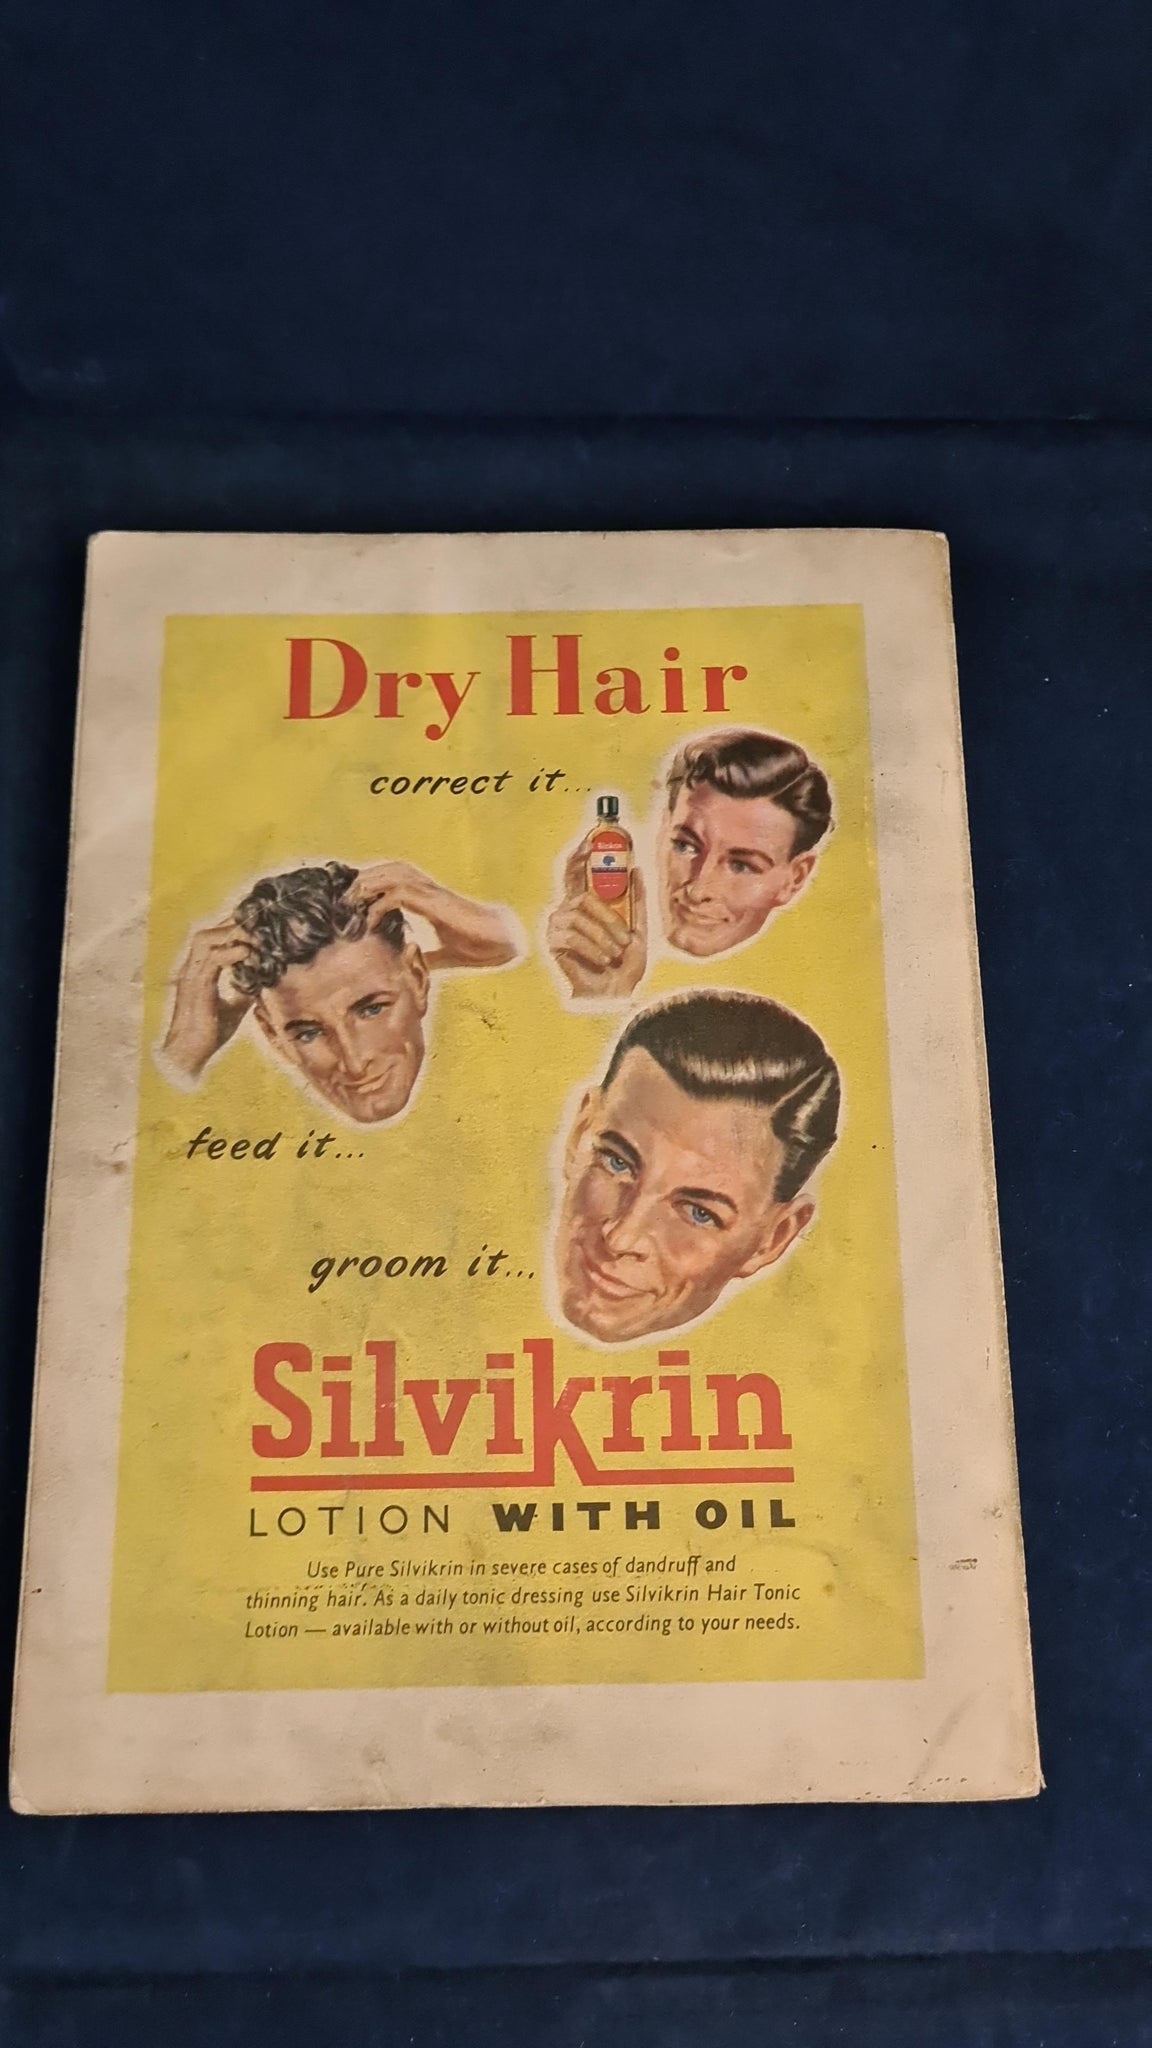 Dry Hair
correct it...
feed it...
groom it...
Silvikrin
LOTION WITH OIL
Use Pure Silvikrin in severe cases of dandruff and
thinning hair. As a daily tonic dressing use Silvikrin Hair Tonic
Lotion — available with or without oil, according to your needs.